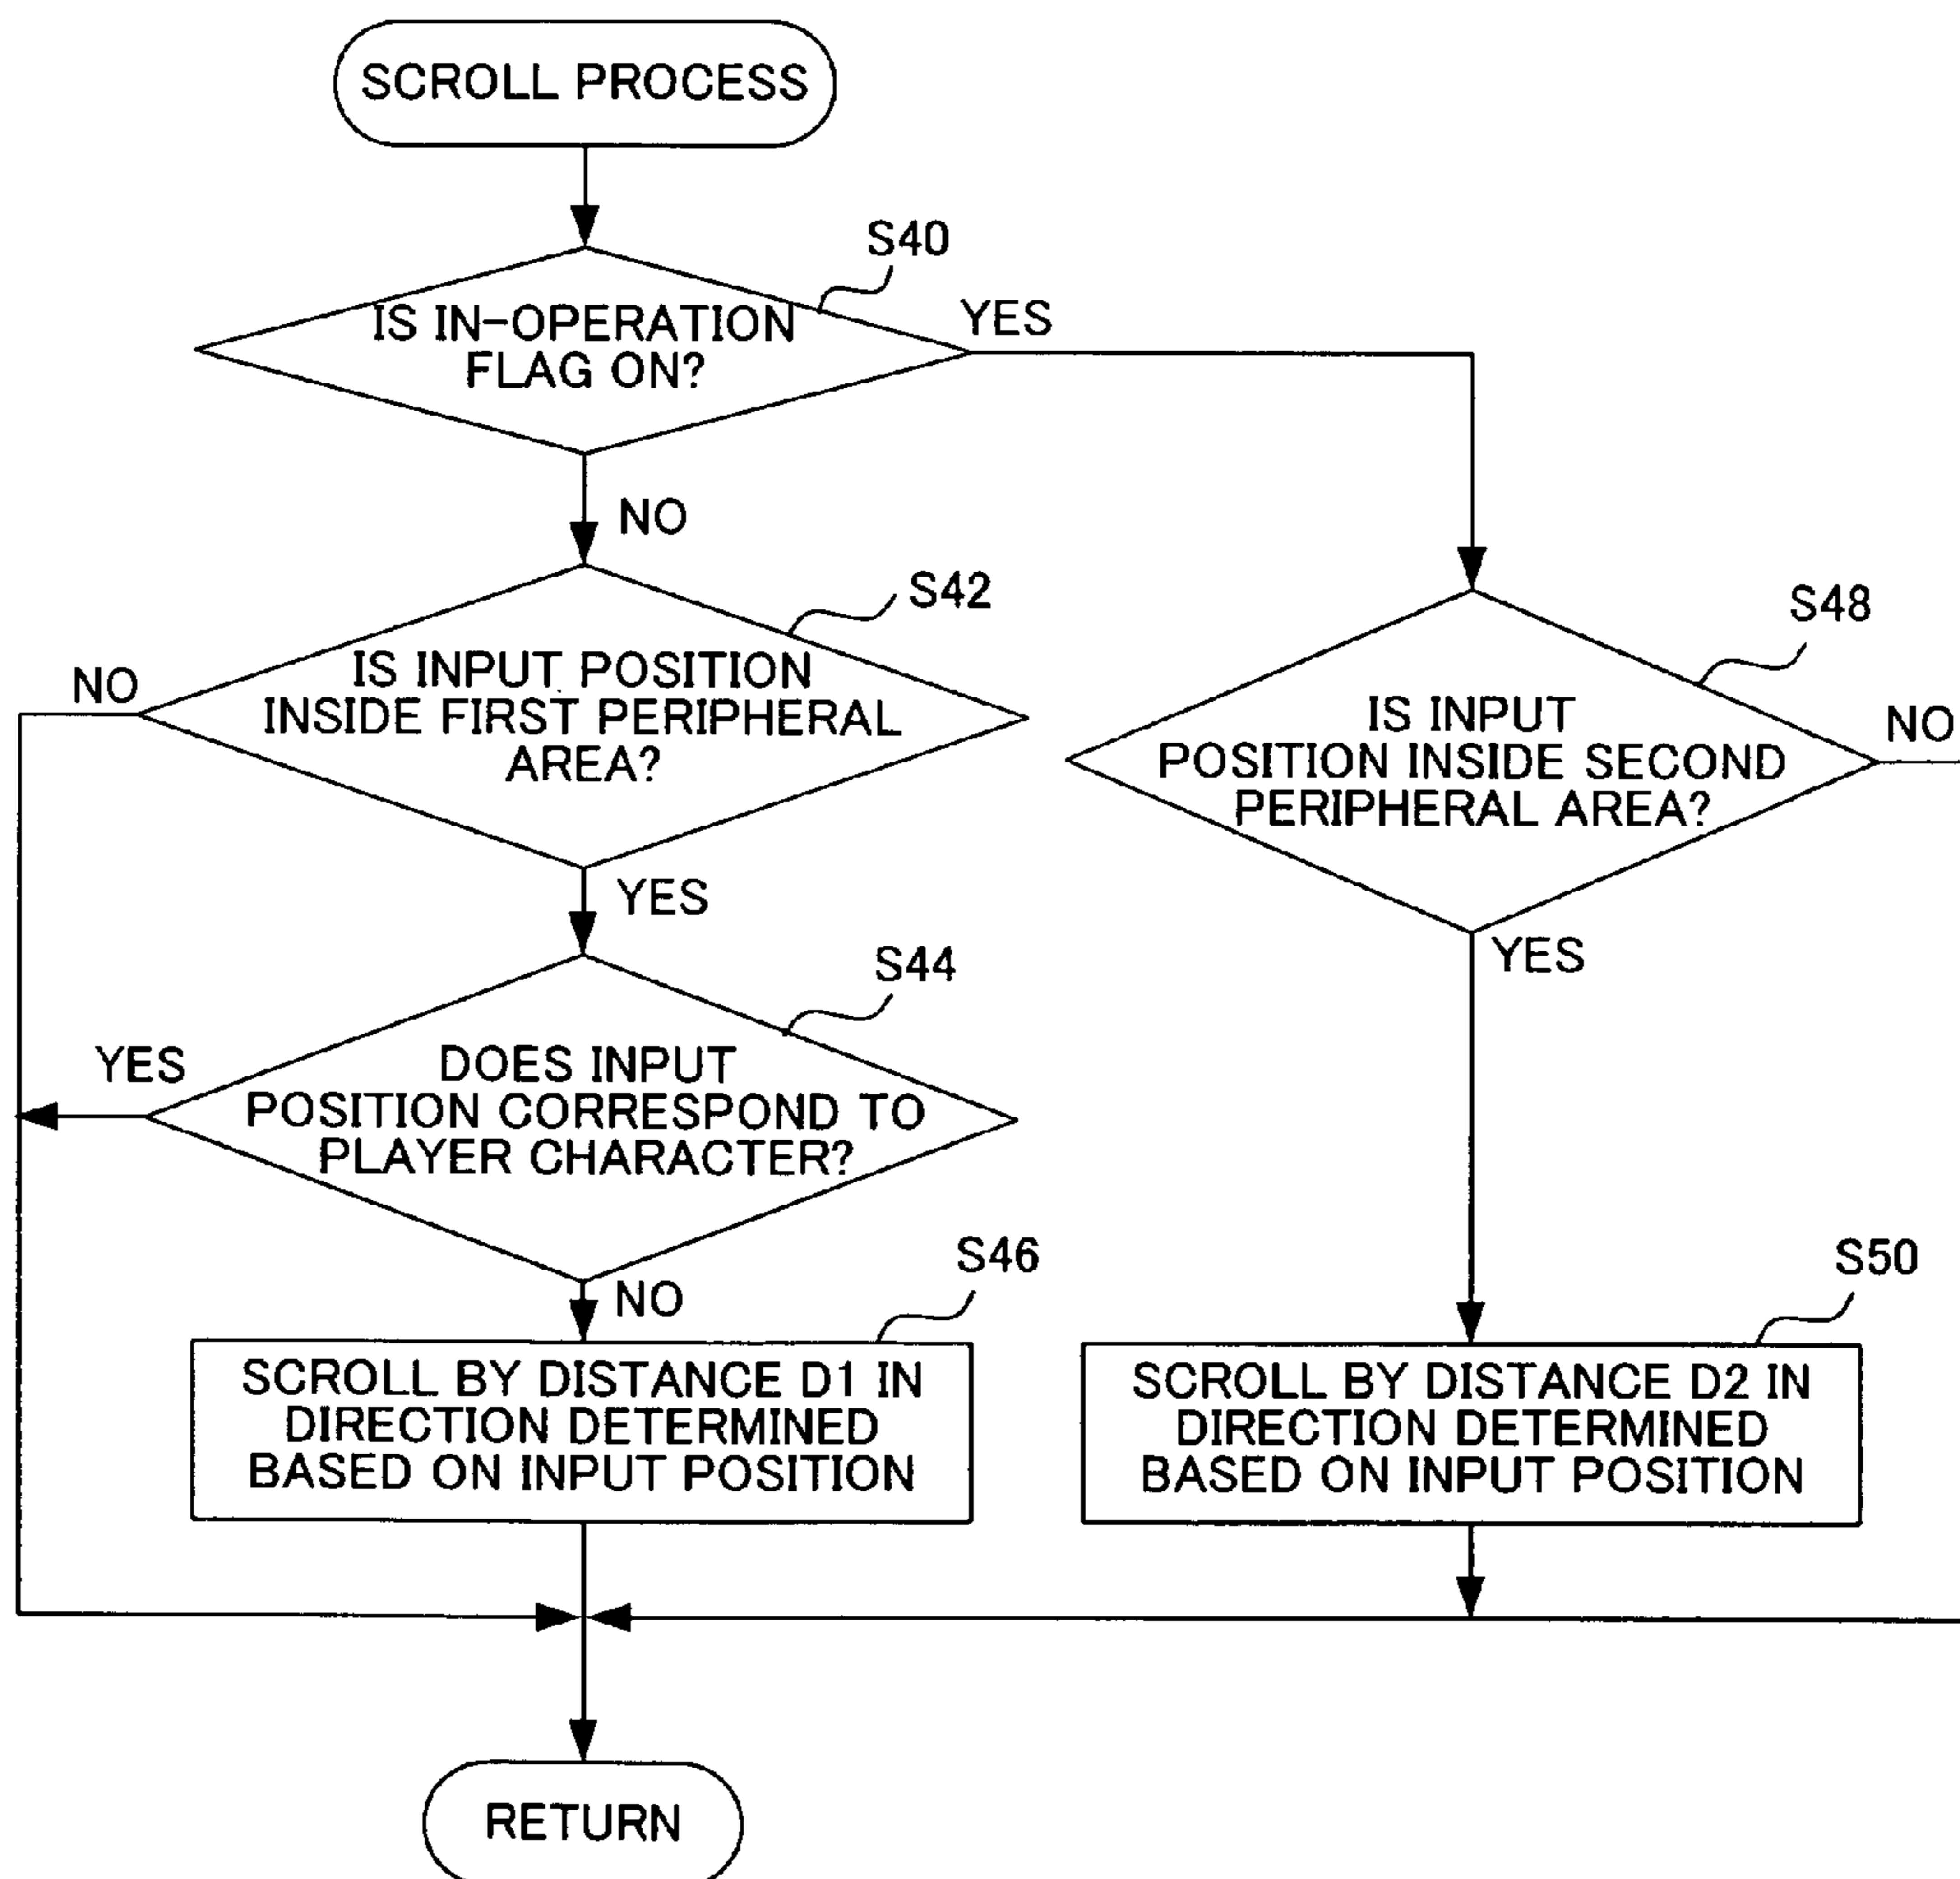 SCROLL PROCESS
S40
IS IN-OPERATION
FLAG ON?
YES
NO
S42
IS INPUT POSITION
INSIDE FIRST PERIPHERAL
AREA?
NO
YES
S48
IS INPUT
POSITION INSIDE SECOND
PERIPHERAL AREA?
NO
YES
S44
DOES INPUT
POSITION CORRESPOND TO
PLAYER CHARACTER?
YES
NO
S46
SCROLL BY DISTANCE D1 IN
DIRECTION DETERMINED
BASED ON INPUT POSITION
S50
SCROLL BY DISTANCE D2 IN
DIRECTION DETERMINED
BASED ON INPUT POSITION
RETURN